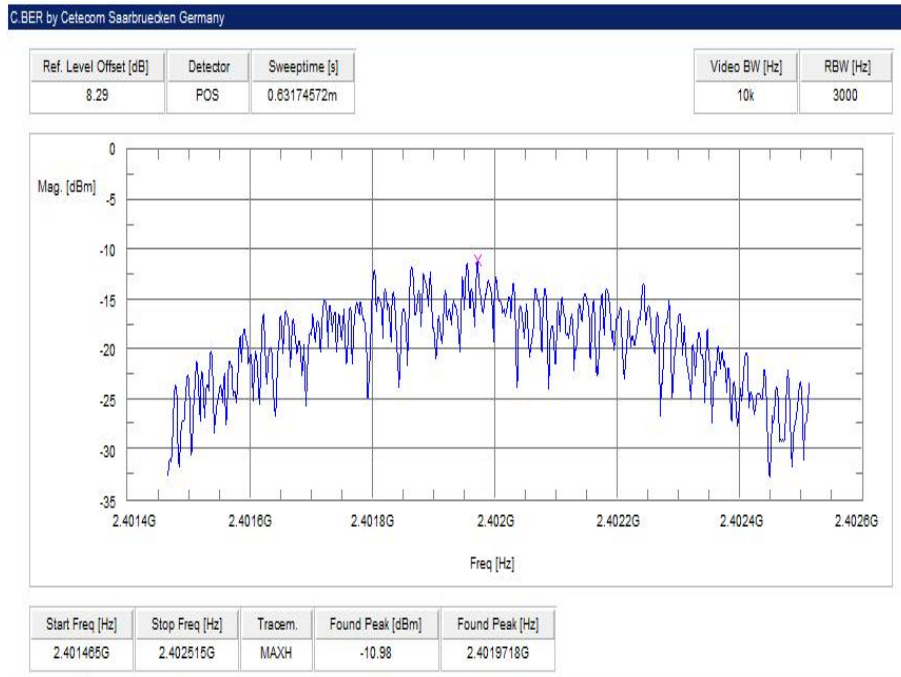 C.BER by Cetecom Saarbruecken Germany
Ref. Level Offset [dB] Detector Sweeptime [s] Video BW [Hz] RBW [Hz]
8.29 POS 0.63174572m 10k 3000
0
Mag. [dBm]
-5
-10
-15
-20
-25
-30
-35
2.4014G 2.4016G 2.4018G 2.402G 2.4022G 2.4024G 2.4026G
Freq [Hz]
Start Freq [Hz] Stop Freq [Hz] Tracem. Found Peak [dBm] Found Peak [Hz]
2.401465G 2.402515G MAXH -10.98 2.4019718G